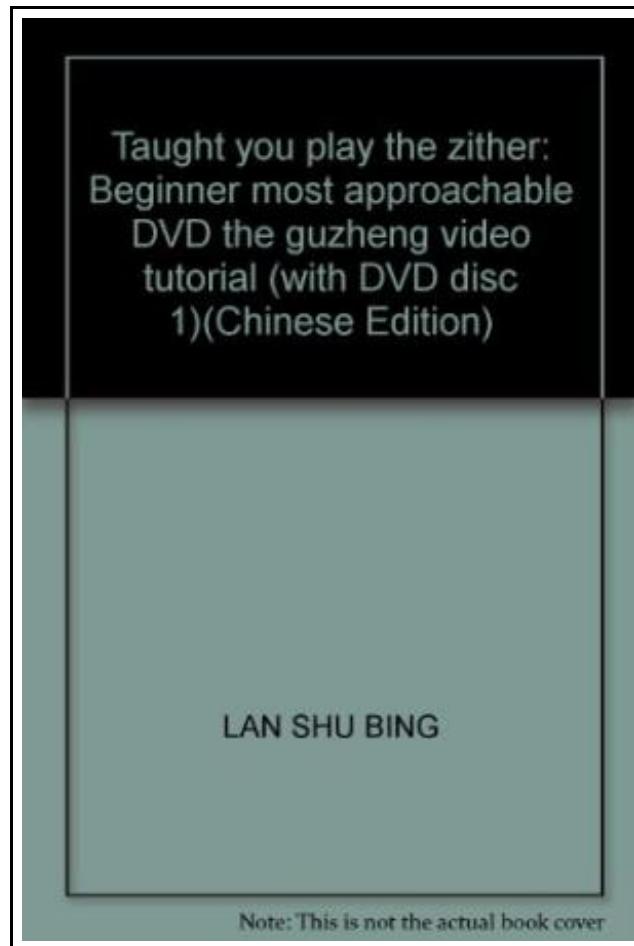 Taught you play the zither:
Beginner most approachable
DVD the guzheng video
tutorial (with DVD disc
1)(Chinese Edition)
LAN SHU BING
Note: This is not the actual book cover